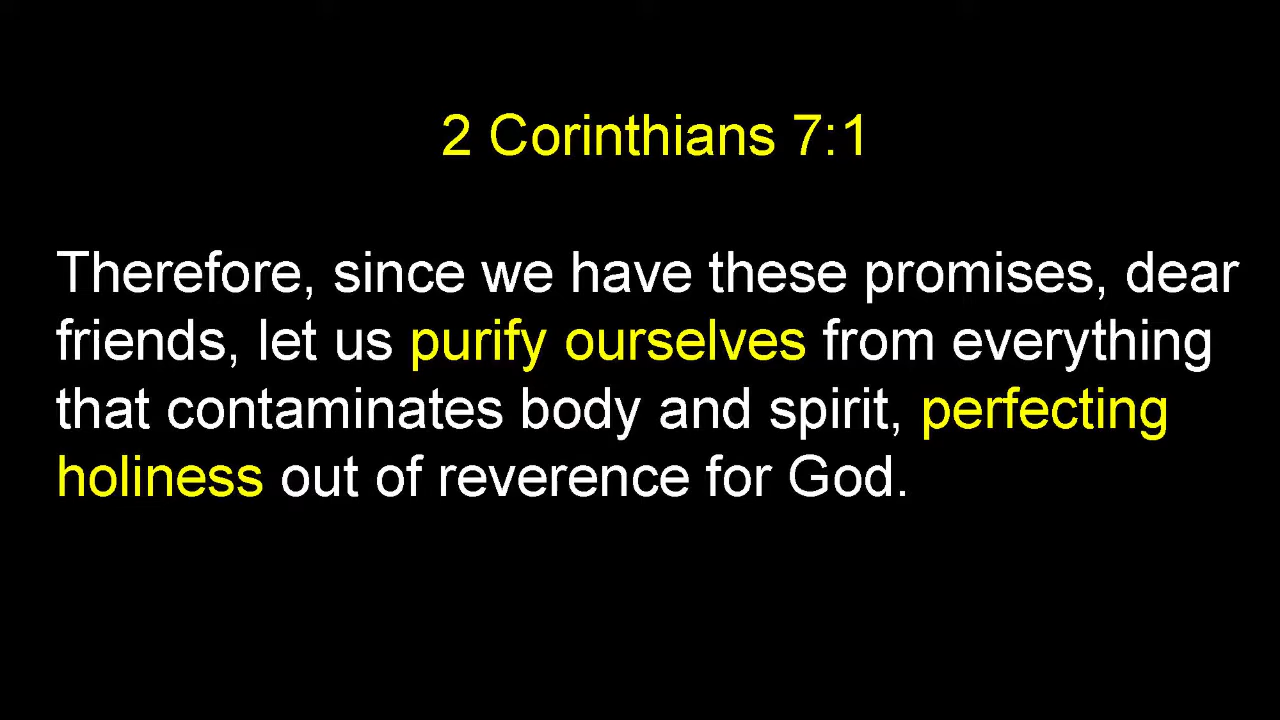 2 Corinthians 7:1
Therefore, since we have these promises, dear
friends, let us purify ourselves from everything
that contaminates body and spirit, perfecting
holiness out of reverence for God.